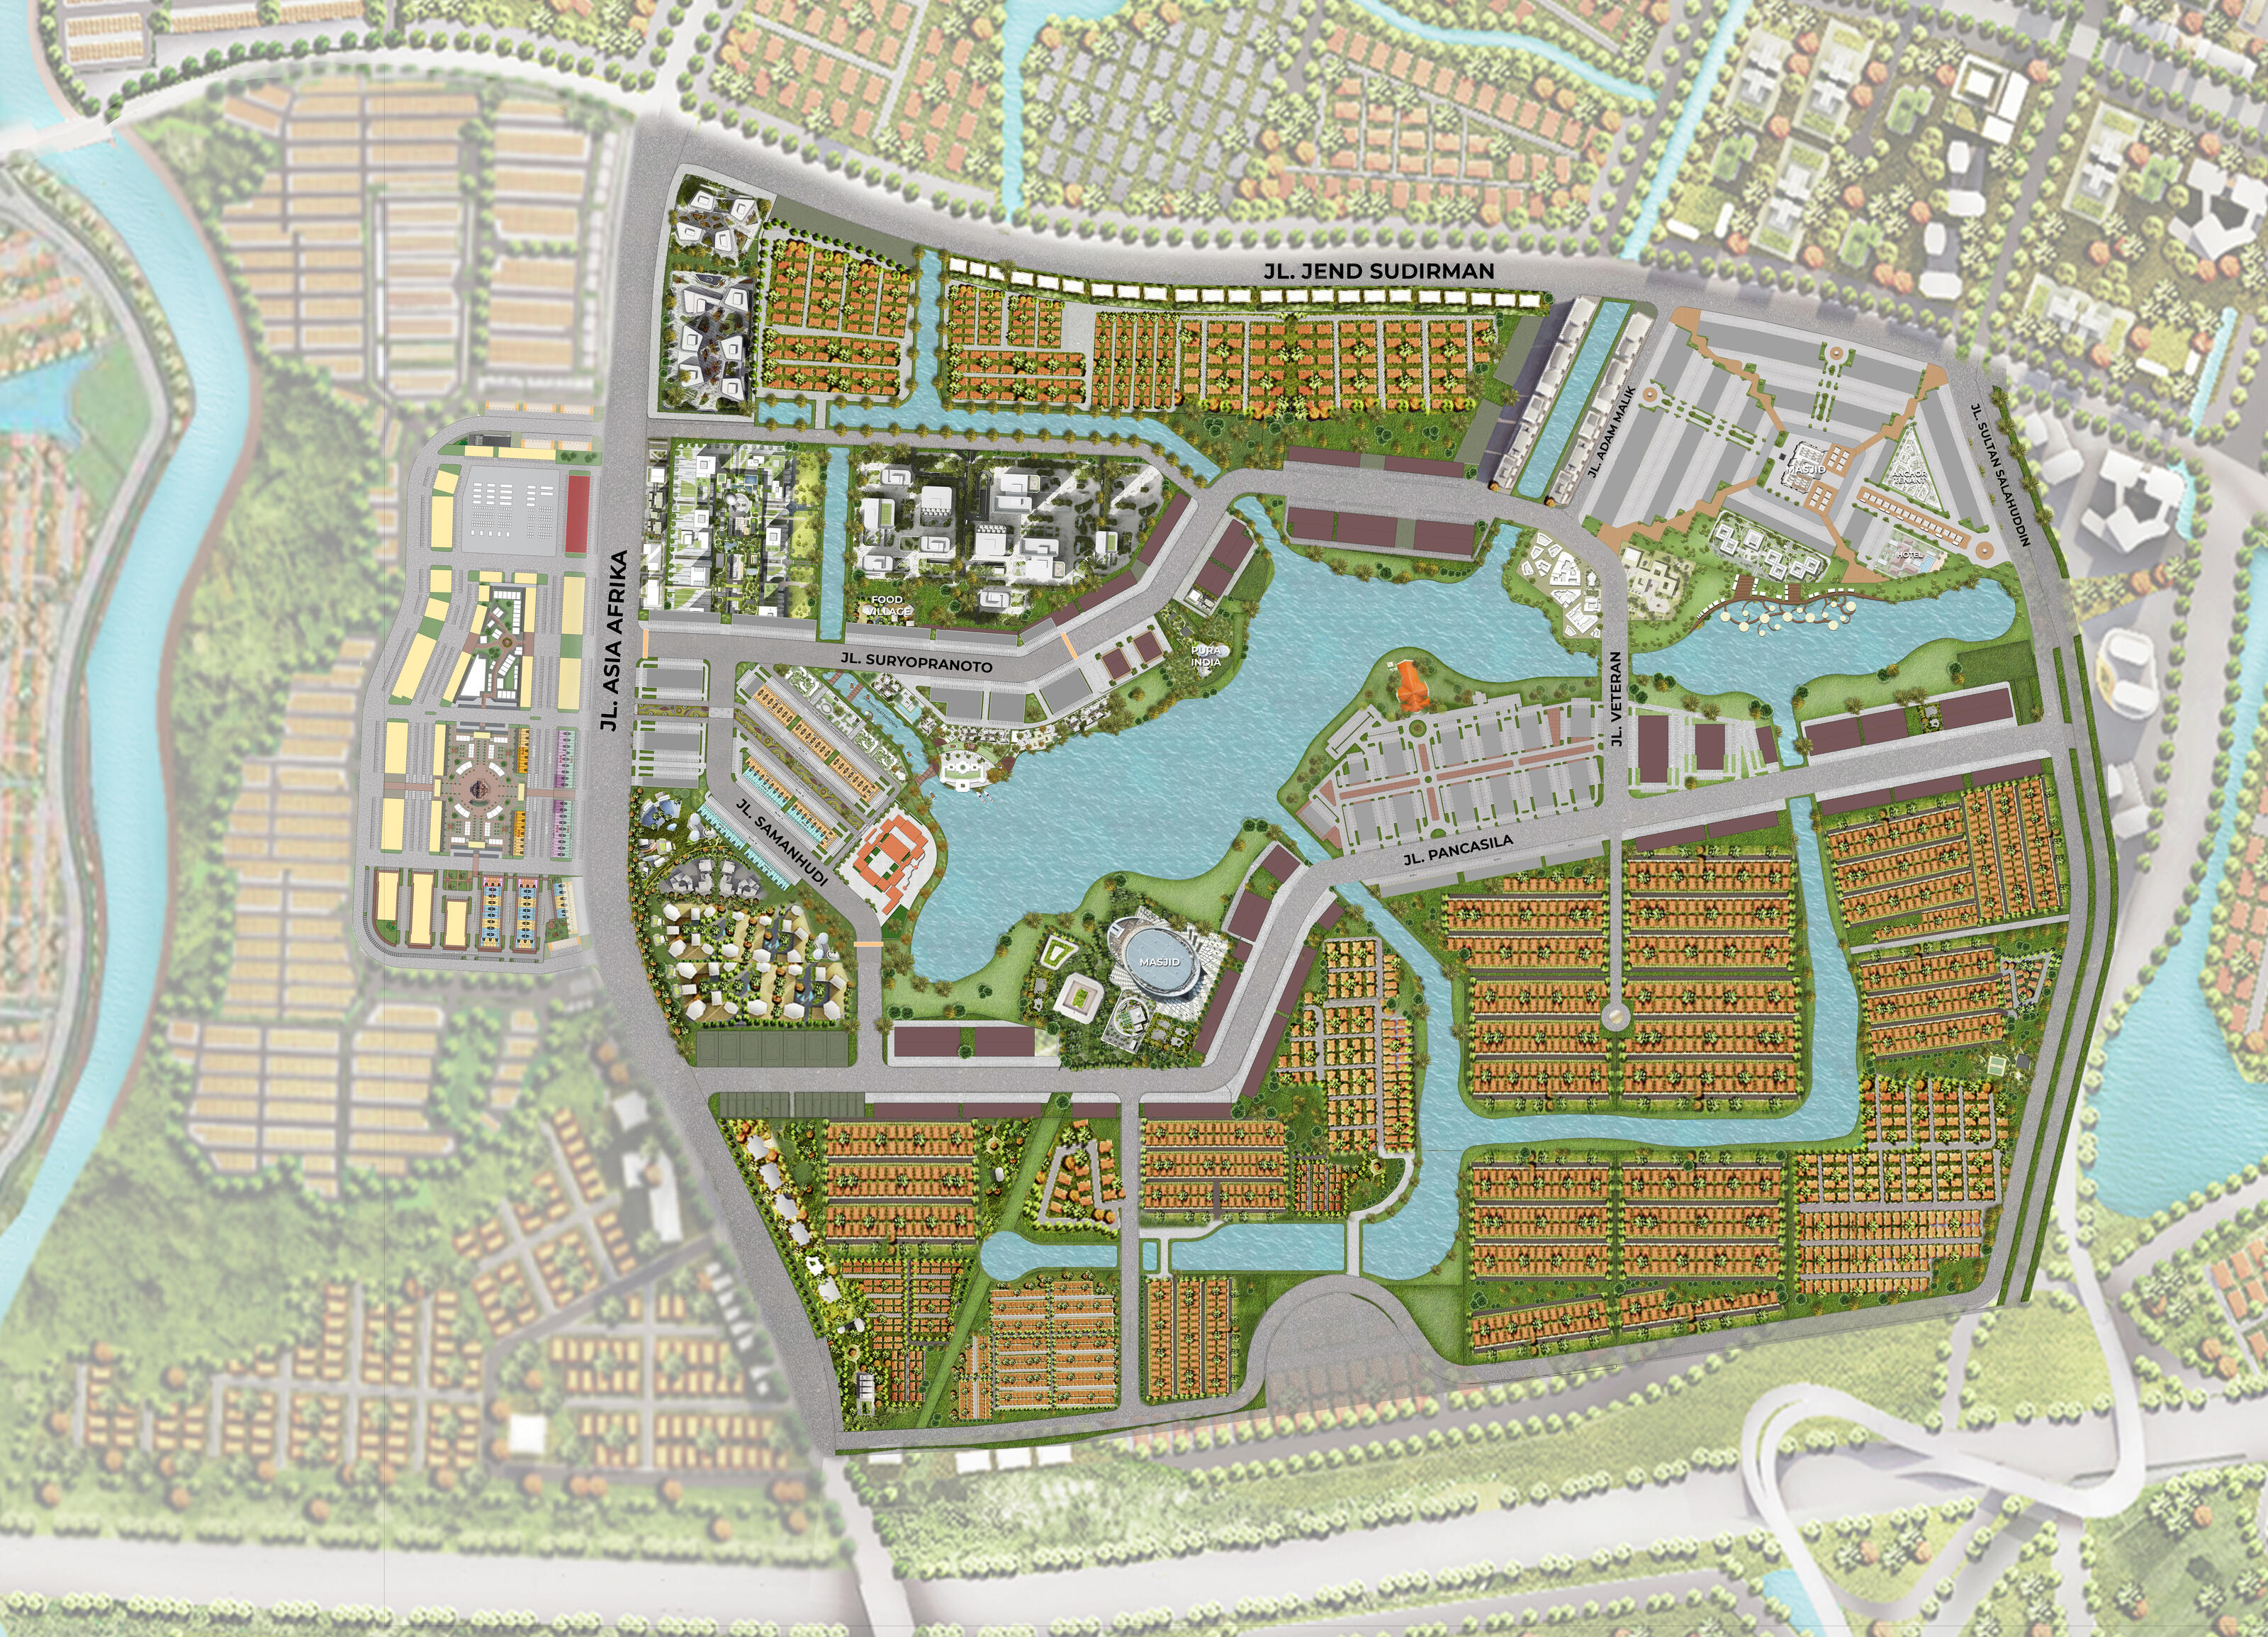 JL. JEND SUDIRMAN
JL. ADAM MALIK
JL. SULTAN SALAHUDDIN
MASJID
ANCHOR
TENANT
HOTEL
JL. ASIA AFRIKA
FOOD
VILLAGE
JL. SURYOPRANOTO
PURA
INDIA
JL. VETERAN
JL. SAMANHUDI
JL. PANCASILA
MASJID